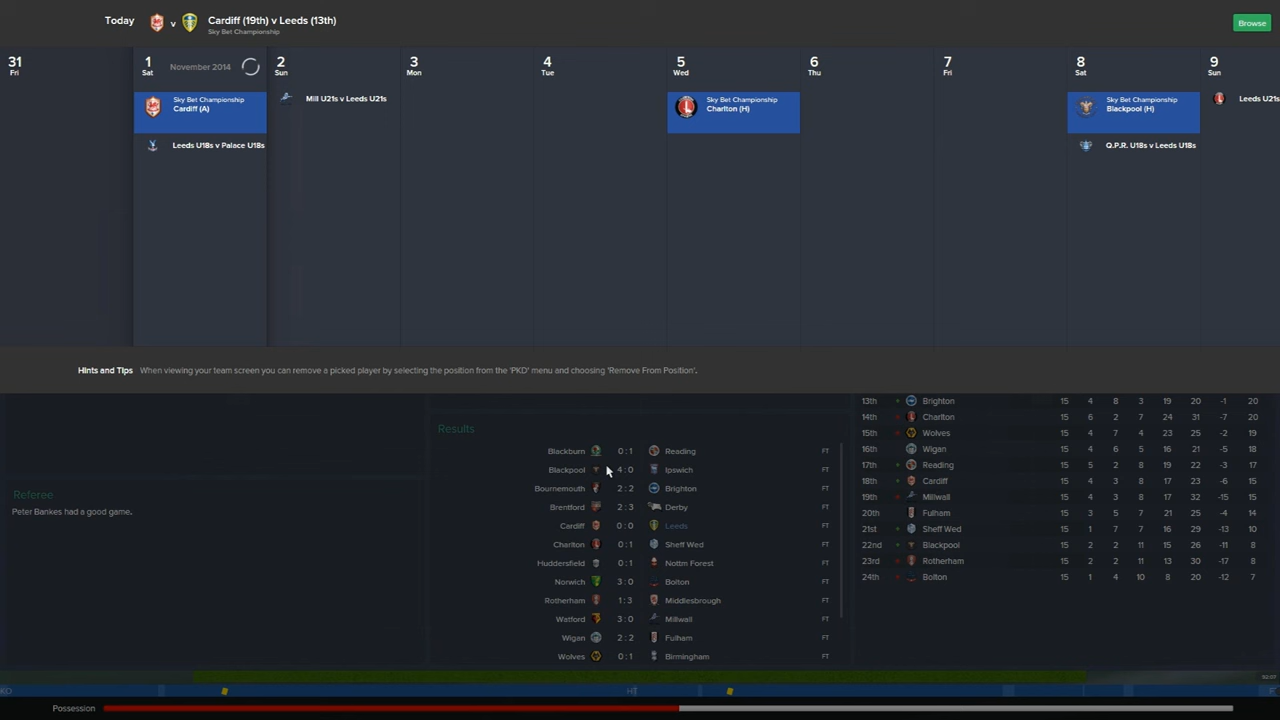 Today v Cardiff (19th) v Leeds (13th)
Sky Bet Championship
Browse
31 1 2 3 4 5 6 7 8 9
Fri Sat November 2014 Sun Mon Tue Wed Thu Fri Sat Sun
Sky Bet Championship
Cardiff (A)
Leeds U18s v Palace U18s
Mill U21s v Leeds U21s
Sky Bet Championship
Charlton (H)
Sky Bet Championship
Blackpool (H)
Q.P.R. U18s v Leeds U18s
Leeds U21s
Hints and Tips When viewing your team screen you can remove a picked player by selecting the position from the 'PKD' menu and choosing 'Remove From Position'.
Referee
Peter Bankes had a good game.
Results
Blackburn 0 : 1 Reading FT
Blackpool 4 : 0 Ipswich FT
Bournemouth 2 : 2 Brighton FT
Brentford 2 : 3 Derby FT
Cardiff 0 : 0 Leeds FT
Charlton 0 : 1 Sheff Wed FT
Huddersfield 0 : 1 Nottm Forest FT
Norwich 3 : 0 Bolton FT
Rotherham 1 : 3 Middlesbrough FT
Watford 3 : 0 Millwall FT
Wigan 2 : 2 Fulham FT
Wolves 0 : 1 Birmingham FT
13th Brighton 15 4 8 3 19 20 -1 20
14th Charlton 15 6 2 7 24 31 -7 20
15th Wolves 15 4 7 4 23 25 -2 19
16th Wigan 15 4 6 5 16 21 -5 18
17th Reading 15 5 2 8 19 22 -3 17
18th Cardiff 15 4 3 8 17 23 -6 15
19th Millwall 15 4 3 8 17 32 -15 15
20th Fulham 15 3 5 7 21 25 -4 14
21st Sheff Wed 15 1 7 7 16 29 -13 10
22nd Blackpool 15 2 2 11 15 26 -11 8
23rd Rotherham 15 2 2 11 13 30 -17 8
24th Bolton 15 1 4 10 8 20 -12 7
KO HT
Possession